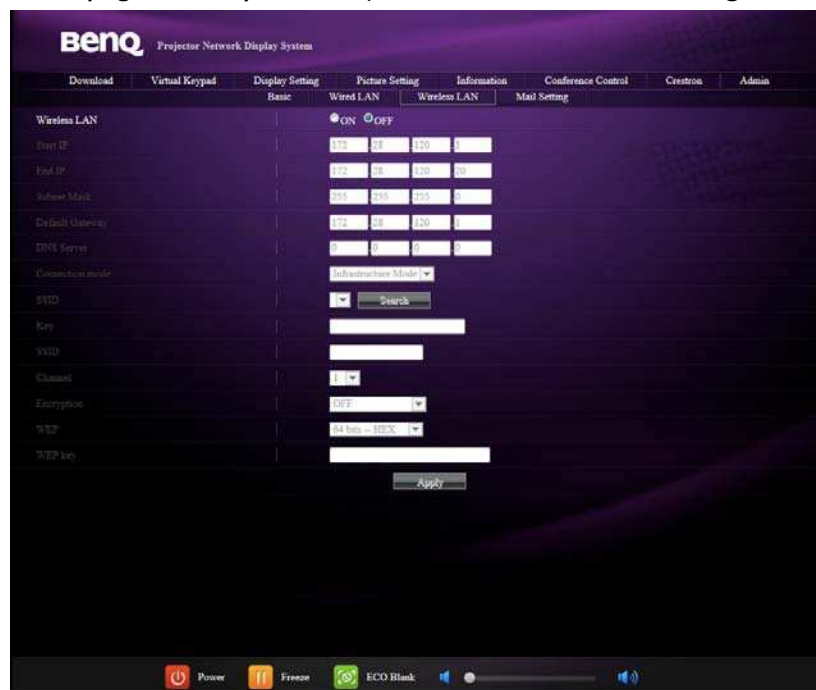 BenQ Projector Network Display System
Download Virtual Keypad Display Setting Picture Setting Information Conference Control Crestron Admin
Basic Wired LAN Wireless LAN Mail Setting
Wireless LAN ON OFF
Start IP 172 . 28 . 120 . 1
End IP 172 . 28 . 120 . 20
Subnet Mask 255 . 255 . 255 . 0
Default Gateway 172 . 28 . 120 . 1
DNS Server 0 . 0 . 0 . 0
Connection mode Infrastructure Mode
SSID Search
Key
SSID
Channel 1
Encryption OFF
WEP 64 bits -- HEX
WEP key
Apply
Power Freeze ECO Blank